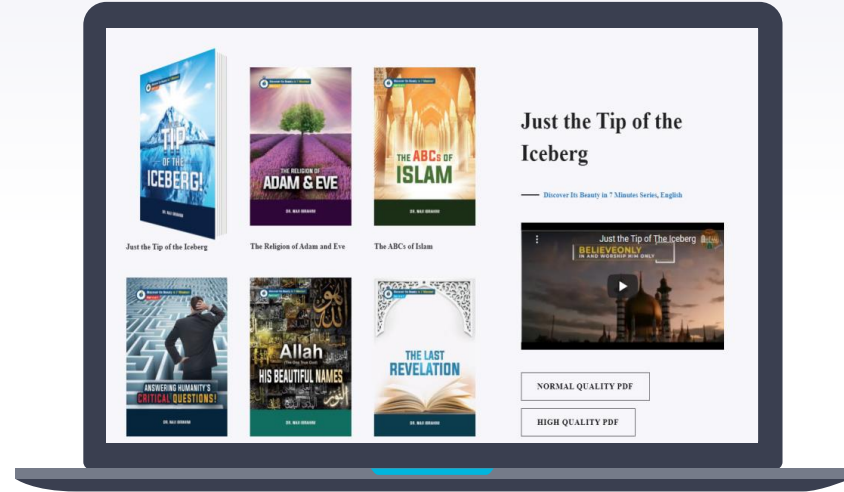 TIP
OF THE
ICEBERG!
Just the Tip of the Iceberg
THE RELIGION OF
ADAM & EVE
The Religion of Adam and Eve
THE ABCs OF
ISLAM
The ABCs of Islam
ANSWERING HUMANITY'S
CRITICAL QUESTIONS!
Allah
HIS BEAUTIFUL NAMES
THE LAST
REVELATION
Just the Tip of the
Iceberg
Discover Its Beauty in 7 Minutes Series, English
Just the Tip of The Iceberg
BELIEVEONLY
IN AND WORSHIP HIM ONLY
NORMAL QUALITY PDF
HIGH QUALITY PDF